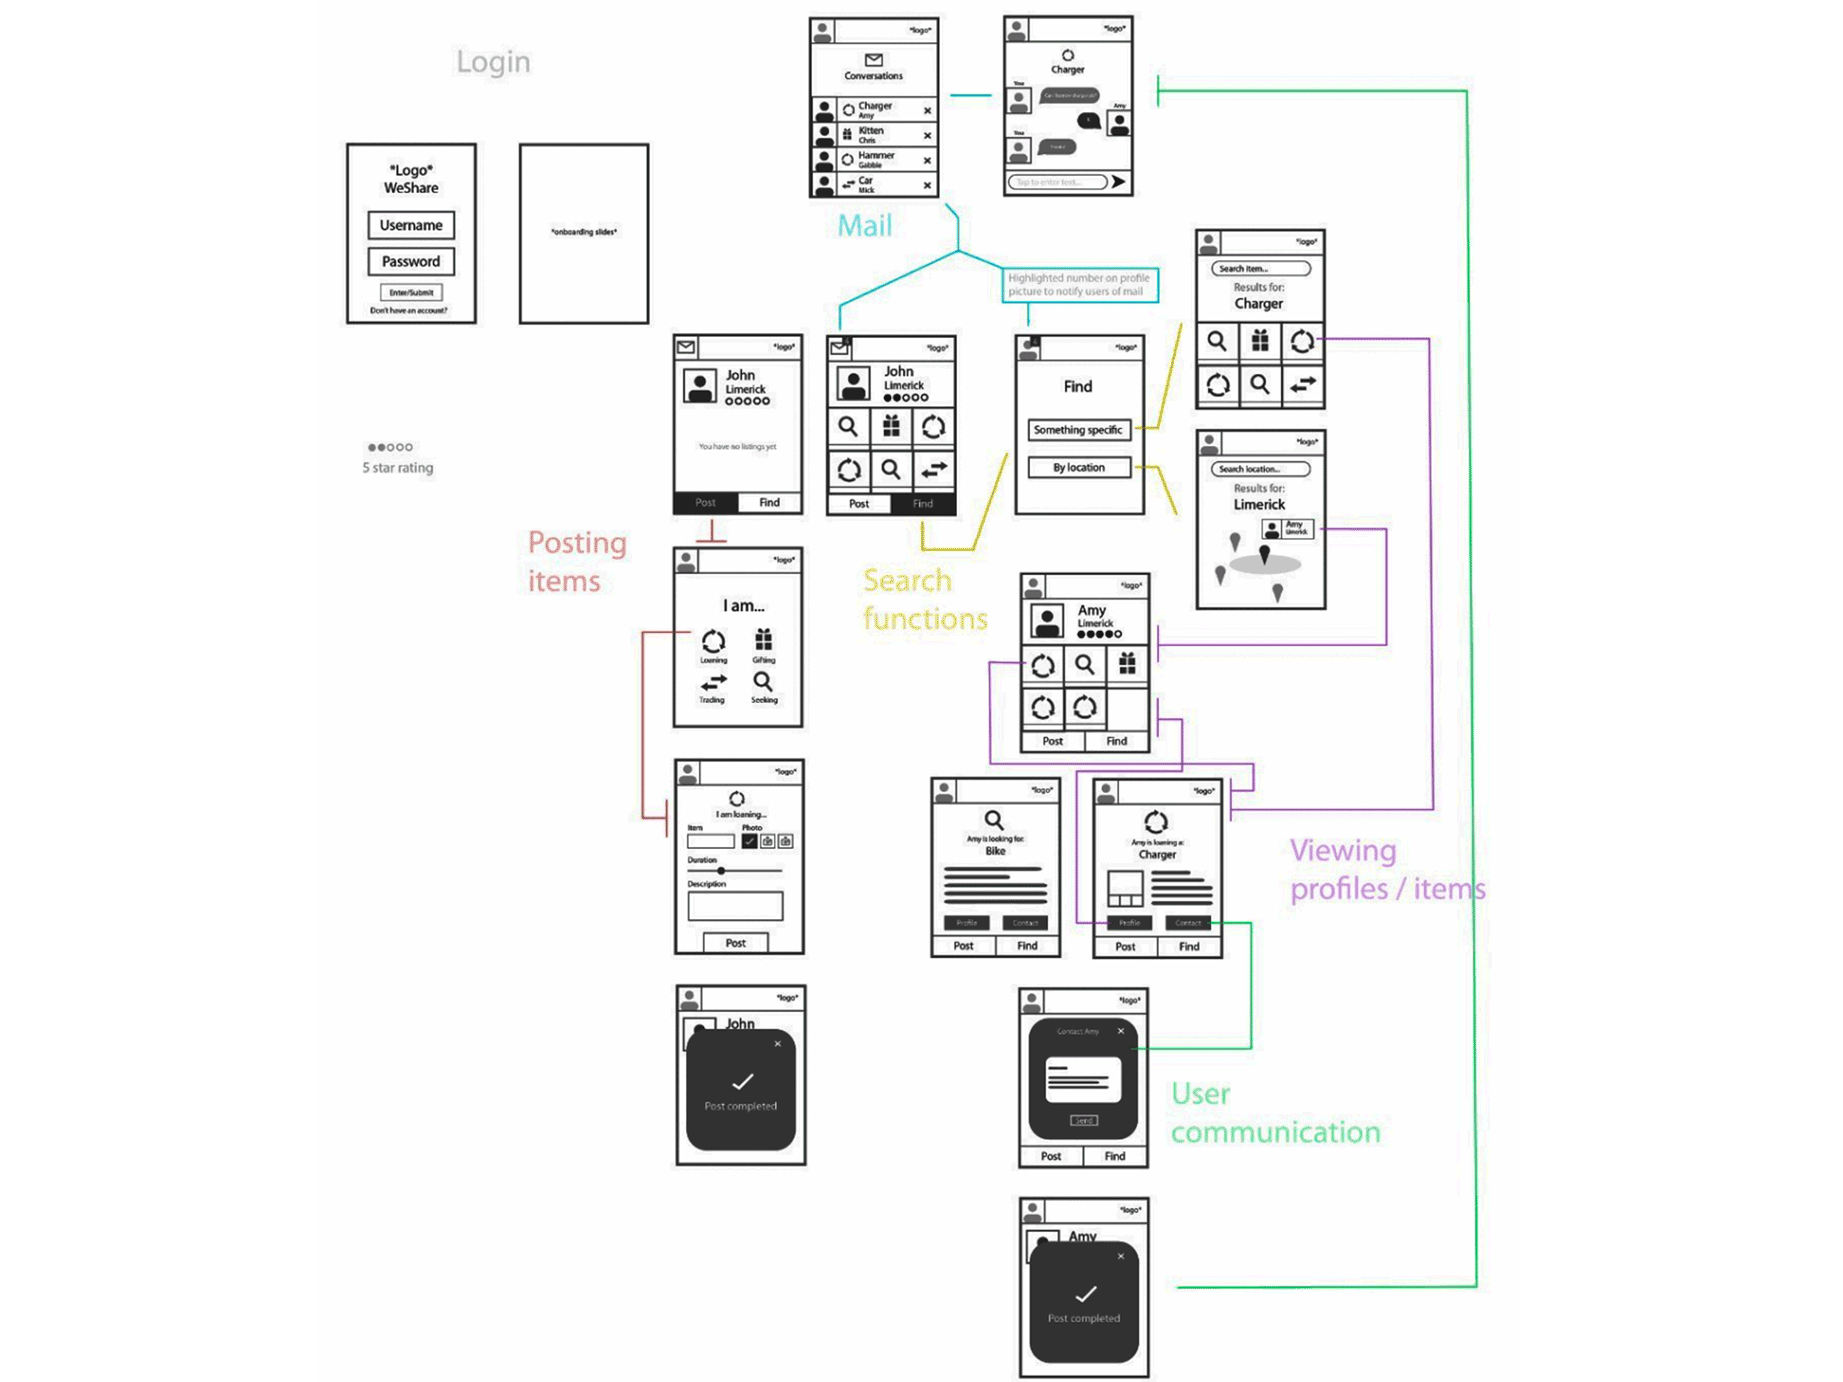 Login
*Logo*
WeShare
Username
Password
Enter/Submit
Don't have an account?
*onboarding slides*
5 star rating
*logo*
Conversations
Charger
Amy
Kitten
Chris
Hammer
Gabble
Car
Mick
*logo*
Charger
You
Amy
You
Tap to enter text...
Mail
Highlighted number on profile
picture to notify users of mail
*logo*
John
Limerick
You have no listings yet
Post
Find
*logo*
John
Limerick
Post
Find
*logo*
Find
Something specific
By location
*logo*
Search item...
Results for:
Charger
*logo*
Search location...
Results for:
Limerick
Amy
Limerick
Posting
items
Search
functions
*logo*
I am...
Loaning
Gifting
Trading
Seeking
*logo*
Amy
Limerick
Post
Find
*logo*
I am loaning...
Item
Photo
Duration
Description
Post
*logo*
Amy is looking for:
Bike
Profile
Contact
Post
Find
*logo*
Amy is loaning a:
Charger
Profile
Contact
Post
Find
Viewing
profiles / items
*logo*
John
Post completed
*logo*
Contact Amy
Send
Post
Find
User
communication
*logo*
Amy
Post completed